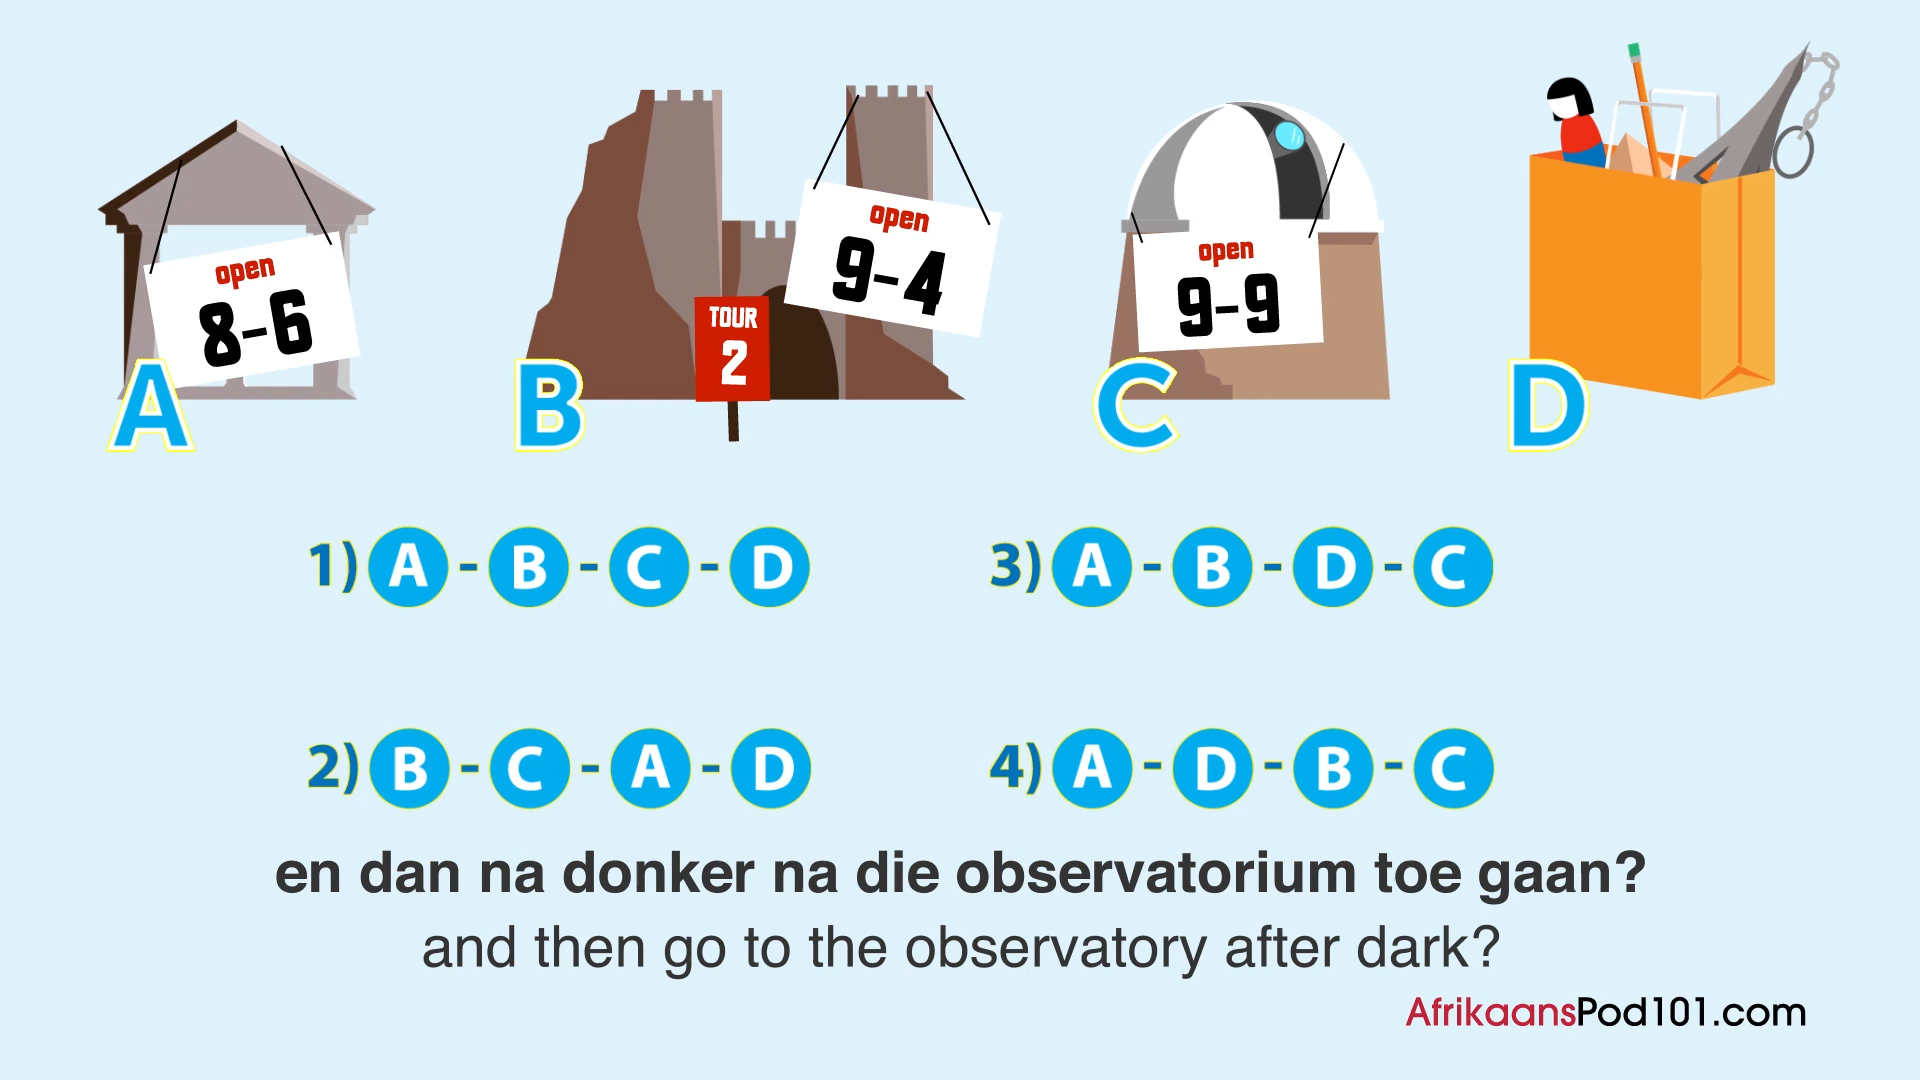 open
8-6
A
open
9-4
TOUR
2
B
open
9-9
C
D
1) A - B - C - D
3) A - B - D - C
2) B - C - A - D
4) A - D - B - C
en dan na donker na die observatorium toe gaan?
and then go to the observatory after dark?
AfrikaansPod101.com